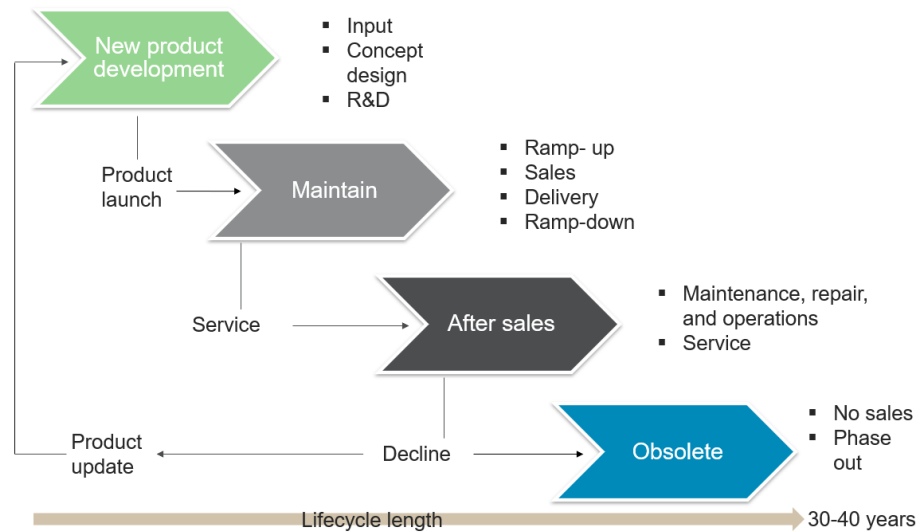 New product
development
Input
Concept
design
R&D
Product
launch
Maintain
Ramp- up
Sales
Delivery
Ramp-down
Service
After sales
Maintenance, repair,
and operations
Service
Product
update
Decline
Obsolete
No sales
Phase
out
Lifecycle length
30-40 years